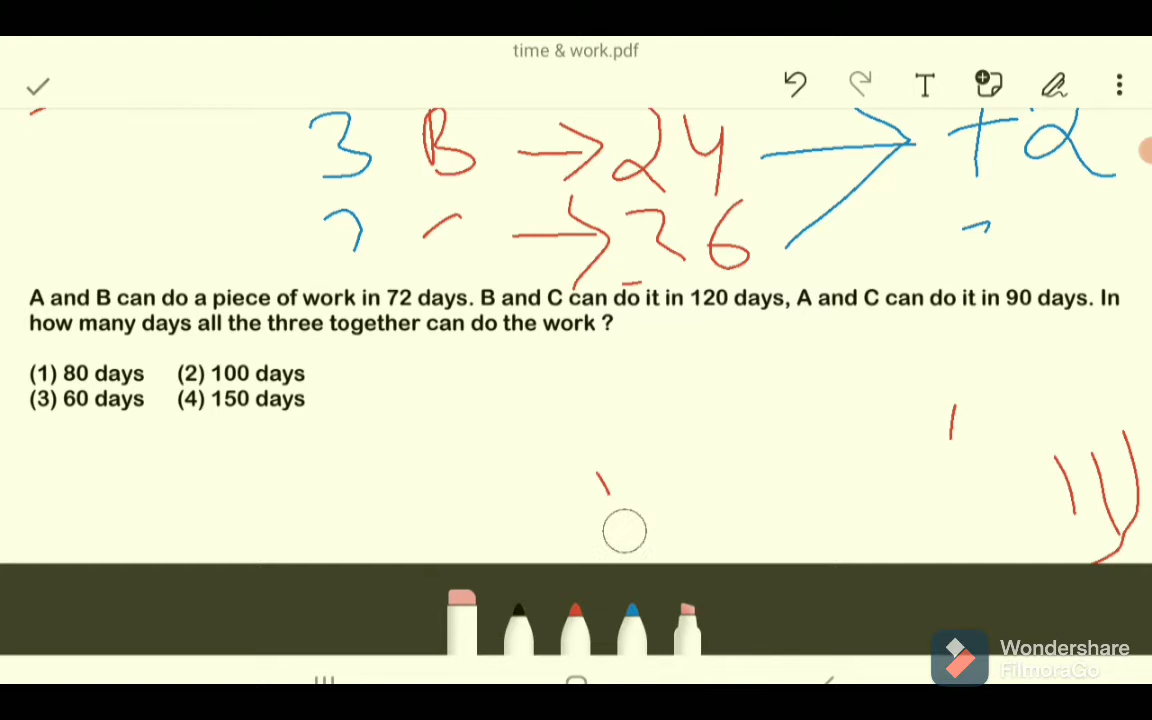 time & work.pdf
T
3 B → 24 + 2
→ 26
A and B can do a piece of work in 72 days. B and C can do it in 120 days, A and C can do it in 90 days. In
how many days all the three together can do the work ?
(1) 80 days (2) 100 days
(3) 60 days (4) 150 days
Wondershare
FilmoraGo